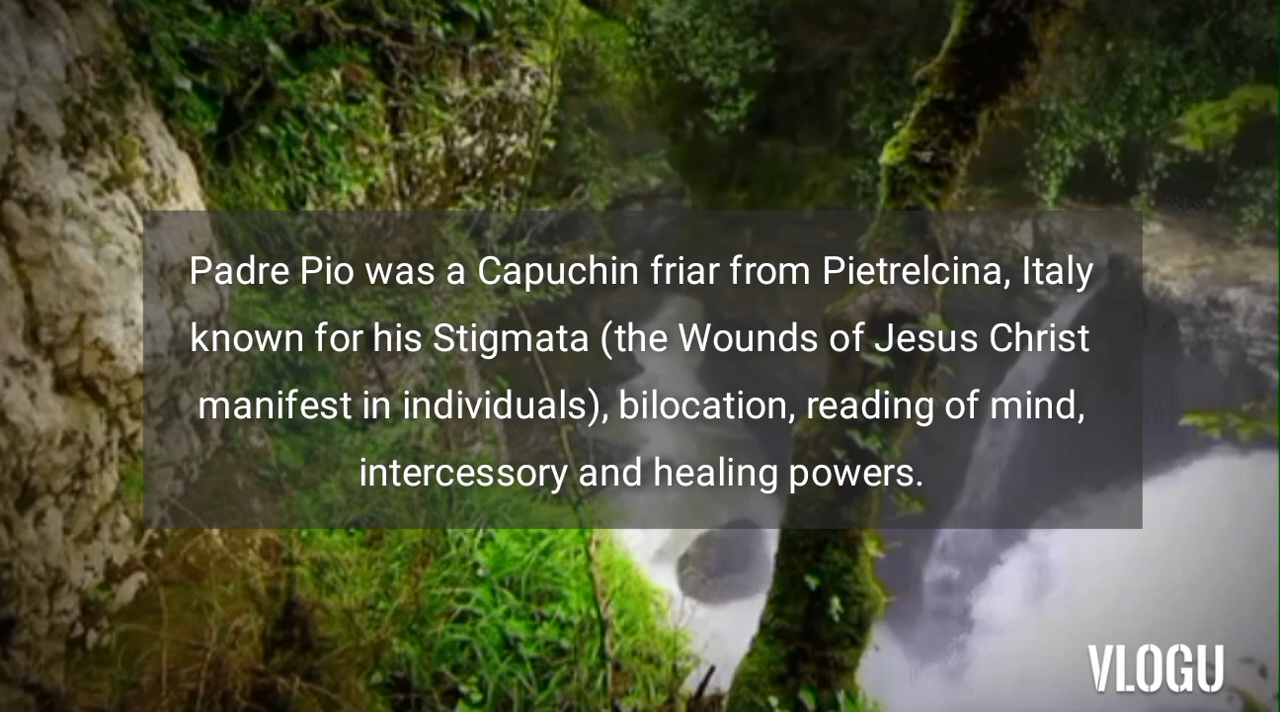 Padre Pio was a Capuchin friar from Pietrelcina, Italy
known for his Stigmata (the Wounds of Jesus Christ
manifest in individuals), bilocation, reading of mind,
intercessory and healing powers.
VLOGU